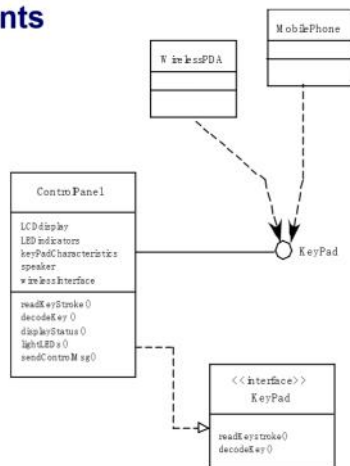 nts
MobilePhone
WirelessPDA
ControlPanel
LCDdisplay
LEDindicators
keyPadCharacteristics
speaker
wirelessInterface
KeyPad
readKeyStroke()
decodeKey()
displayStatus()
lightLEDs()
sendControlMsg()
<<interface>>
KeyPad
readKeystroke()
decodeKey()